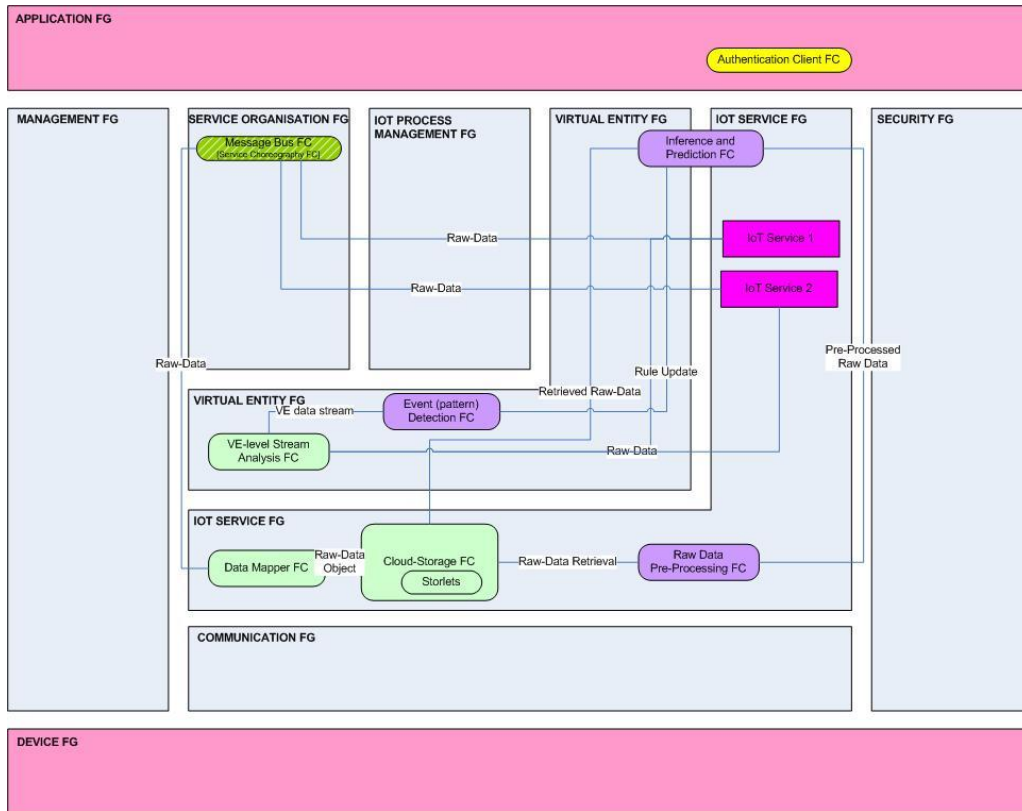 APPLICATION FG
Authentication Client FC
MANAGEMENT FG
SERVICE ORGANISATION FG
Message Bus FC
[Service Choreography FC]
IOT PROCESS
MANAGEMENT FG
VIRTUAL ENTITY FG
IOT SERVICE FG
Inference and
Prediction FC
SECURITY FG
Raw-Data
IoT Service 1
Raw-Data
IoT Service 2
Raw-Data
Pre-Processed
Raw Data
Rule Update
Retrieved Raw-Data
VIRTUAL ENTITY FG
VE data stream
Event (pattern)
Detection FC
VE-level Stream
Analysis FC
Raw-Data
IOT SERVICE FG
Data Mapper FC
Raw-Data
Object
Cloud-Storage FC
Storlets
Raw-Data Retrieval
Raw Data
Pre-Processing FC
COMMUNICATION FG
DEVICE FG